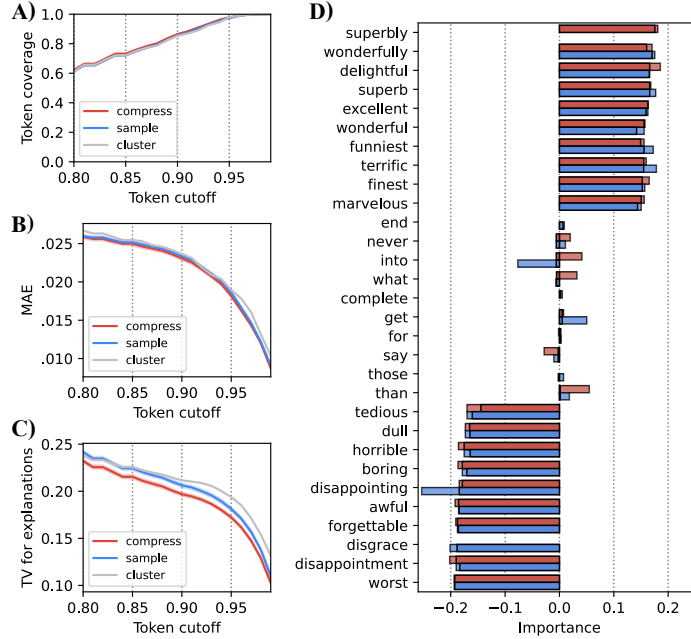 A)
Token coverage
1.0
0.8
0.6
0.4
0.2
0.0
compress
sample
cluster
0.80
0.85
0.90
0.95
Token cutoff
B)
MAE
.025
.020
.015
.010
compress
sample
cluster
0.80
0.85
0.90
0.95
Token cutoff
C)
TV for explanations
0.25
0.20
0.15
0.10
compress
sample
cluster
0.80
0.85
0.90
0.95
Token cutoff
D)
superbly
wonderfully
delightful
superb
excellent
wonderful
funniest
terrific
finest
marvelous
end
never
into
what
complete
get
for
say
those
than
tedious
dull
horrible
boring
disappointing
awful
forgettable
disgrace
disappointment
worst
−0.2
−0.1
0.0
0.1
0.2
Importance